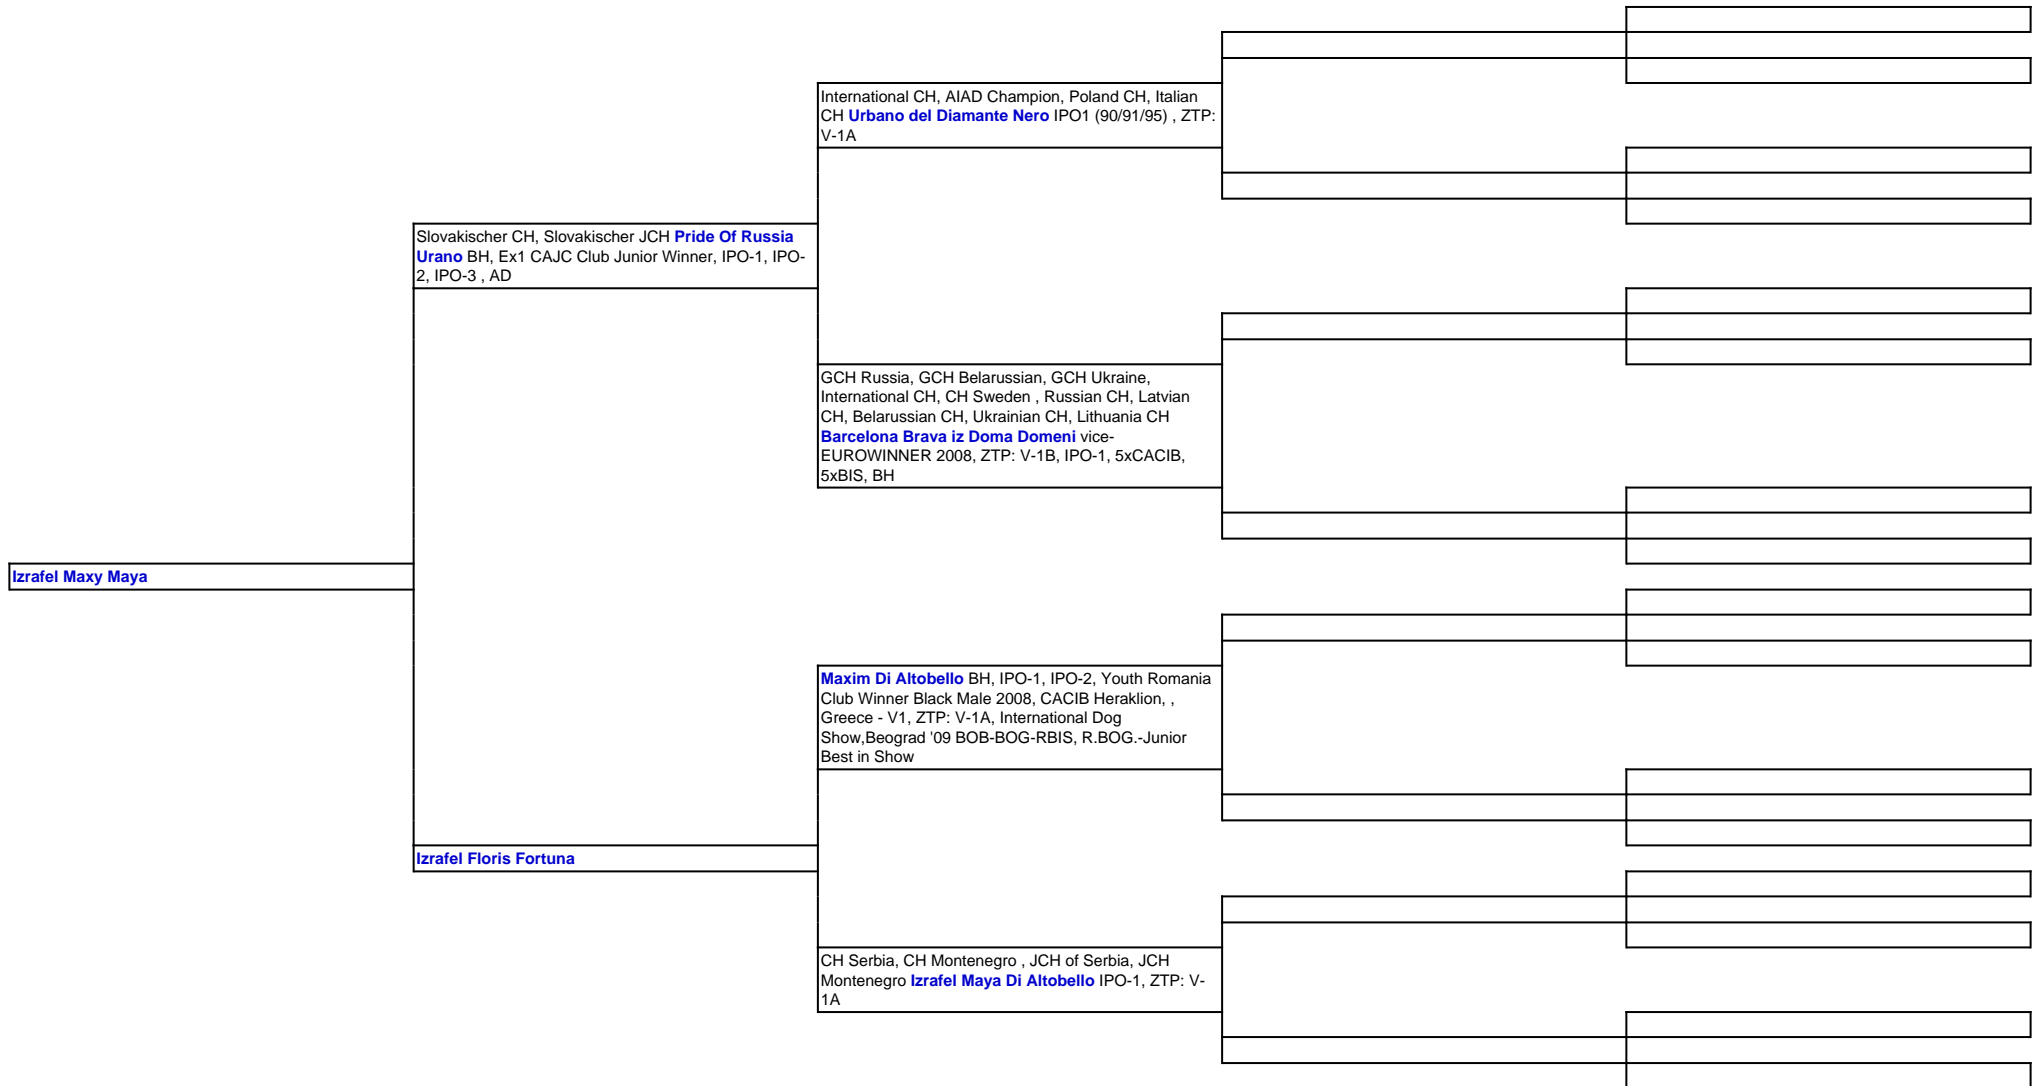 International CH, AIAD Champion, Poland CH, Italian
CH Urbano del Diamante Nero IPO1 (90/91/95) , ZTP:
V-1A
Slovakischer CH, Slovakischer JCH Pride Of Russia
Urano BH, Ex1 CAJC Club Junior Winner, IPO-1, IPO-
2, IPO-3 , AD
GCH Russia, GCH Belarussian, GCH Ukraine,
International CH, CH Sweden , Russian CH, Latvian
CH, Belarussian CH, Ukrainian CH, Lithuania CH
Barcelona Brava iz Doma Domeni vice-
EUROWINNER 2008, ZTP: V-1B, IPO-1, 5xCACIB,
5xBIS, BH
Izrafel Maxy Maya
Maxim Di Altobello BH, IPO-1, IPO-2, Youth Romania
Club Winner Black Male 2008, CACIB Heraklion, ,
Greece - V1, ZTP: V-1A, International Dog
Show,Beograd '09 BOB-BOG-RBIS, R.BOG.-Junior
Best in Show
Izrafel Floris Fortuna
CH Serbia, CH Montenegro , JCH of Serbia, JCH
Montenegro Izrafel Maya Di Altobello IPO-1, ZTP: V-
1A